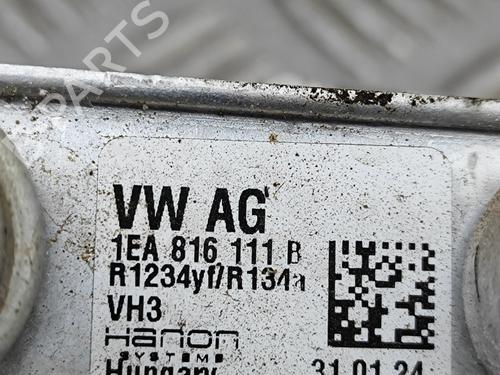 PARTS
VW AG
1EA 816 111 B
R1234yf/R134a
VH3
Hanon
SYSTEMS
Hungary
31 01 24